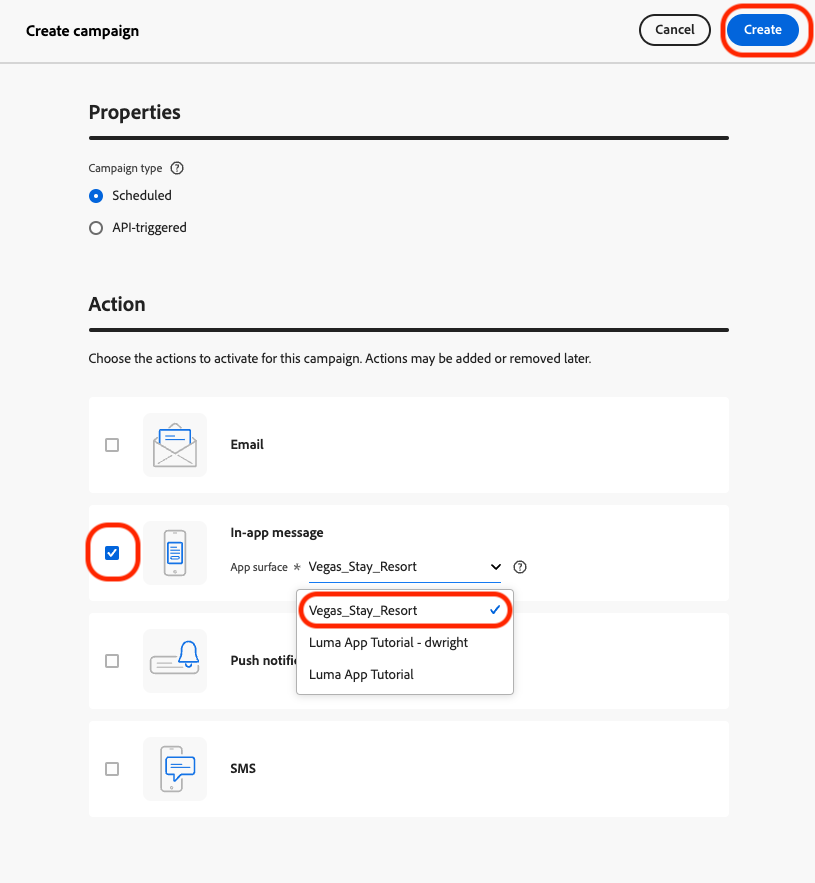 Create campaign
Cancel
Create
Properties
Campaign type ?
Scheduled
API-triggered
Action
Choose the actions to activate for this campaign. Actions may be added or removed later.
Email
In-app message
App surface * Vegas_Stay_Resort ?
Vegas_Stay_Resort
Luma App Tutorial - dwright
Luma App Tutorial
Push notific
SMS